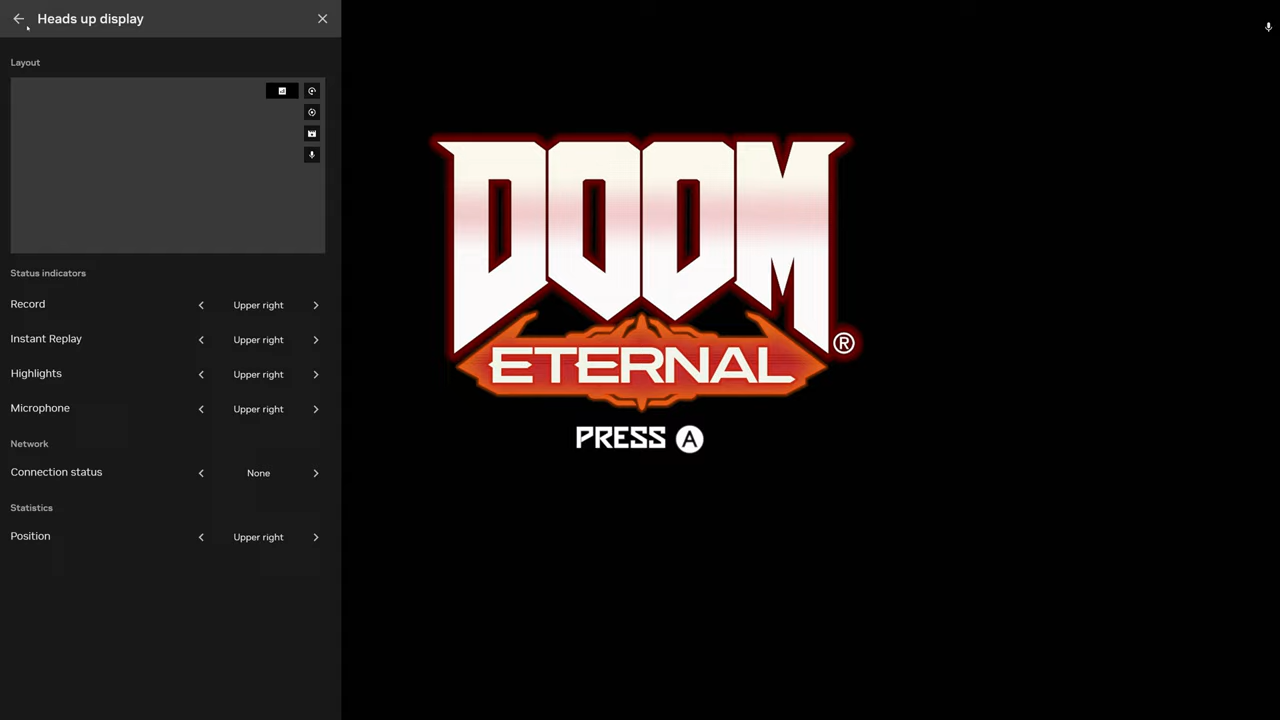 Heads up display
Layout
Status indicators
Record
Upper right
Instant Replay
Upper right
Highlights
Upper right
Microphone
Upper right
Network
Connection status
None
Statistics
Position
Upper right
DOOM
®
ETERNAL
PRESS A